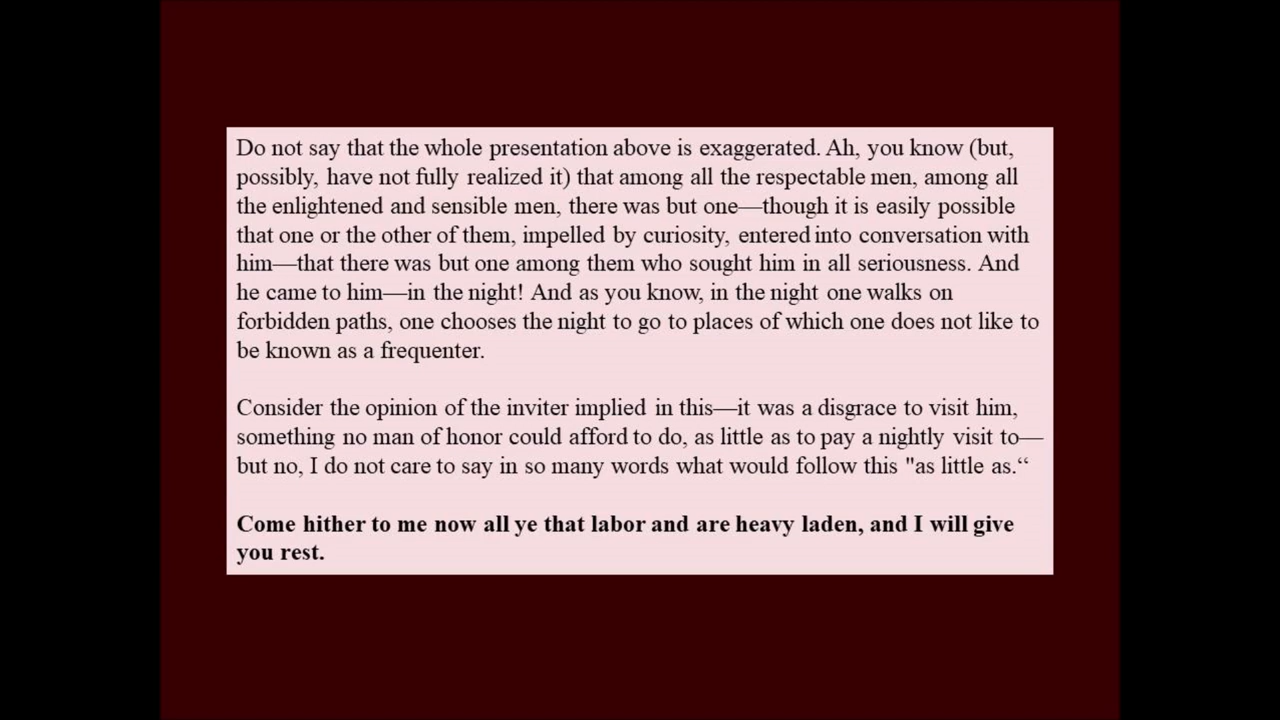 Do not say that the whole presentation above is exaggerated. Ah, you know (but,
possibly, have not fully realized it) that among all the respectable men, among all
the enlightened and sensible men, there was but one—though it is easily possible
that one or the other of them, impelled by curiosity, entered into conversation with
him—that there was but one among them who sought him in all seriousness. And
he came to him—in the night! And as you know, in the night one walks on
forbidden paths, one chooses the night to go to places of which one does not like to
be known as a frequenter.
Consider the opinion of the inviter implied in this—it was a disgrace to visit him,
something no man of honor could afford to do, as little as to pay a nightly visit to—
but no, I do not care to say in so many words what would follow this "as little as.“
Come hither to me now all ye that labor and are heavy laden, and I will give
you rest.